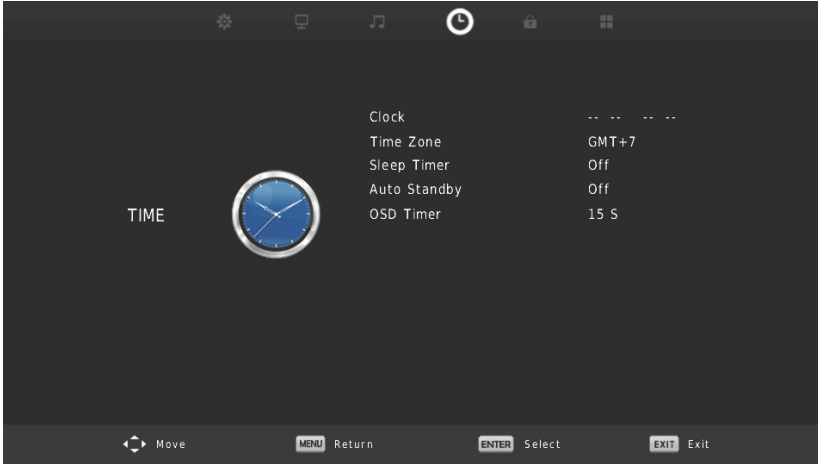 Clock -- -- -- --
Time Zone GMT+7
Sleep Timer Off
Auto Standby Off
TIME
OSD Timer 15 S
Move MENU Return ENTER Select EXIT Exit